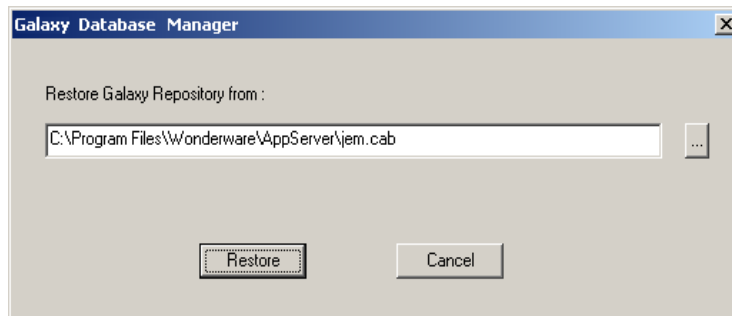 Galaxy Database Manager
Restore Galaxy Repository from :
C:\Program Files\Wonderware\AppServer\jem.cab
...
Restore Cancel